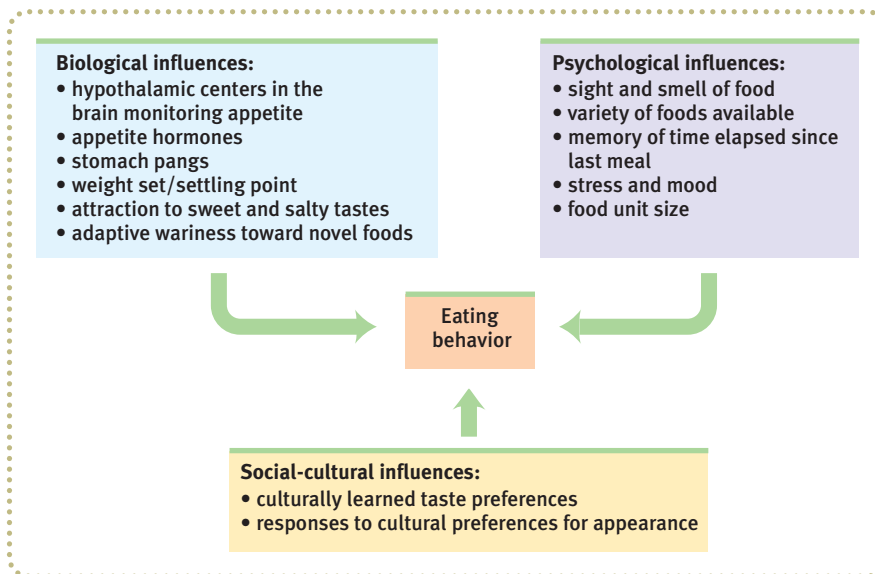 Biological influences:
• hypothalamic centers in the
brain monitoring appetite
• appetite hormones
• stomach pangs
• weight set/settling point
• attraction to sweet and salty tastes
• adaptive wariness toward novel foods
Psychological influences:
• sight and smell of food
• variety of foods available
• memory of time elapsed since
last meal
• stress and mood
• food unit size
Eating
behavior
Social-cultural influences:
• culturally learned taste preferences
• responses to cultural preferences for appearance